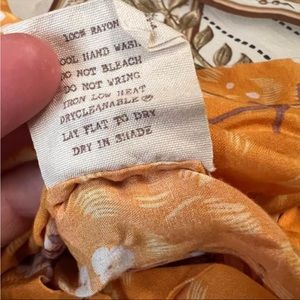 100% RAYON
OOL HAND WASH
DO NOT BLEACH
DO NOT WRING
IRON LOW HEAT
DRYCLEANABLE Ⓟ
LAY FLAT TO DRY
DRY IN SHADE